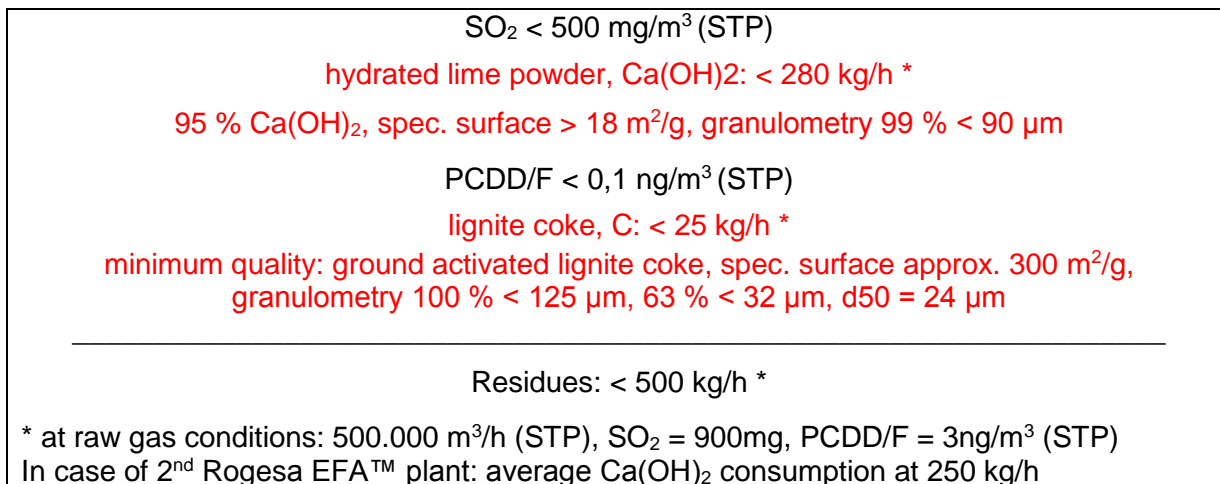 SO₂ < 500 mg/m³ (STP)
hydrated lime powder, Ca(OH)2: < 280 kg/h *
95 % Ca(OH)₂, spec. surface > 18 m²/g, granulometry 99 % < 90 µm
PCDD/F < 0,1 ng/m³ (STP)
lignite coke, C: < 25 kg/h *
minimum quality: ground activated lignite coke, spec. surface approx. 300 m²/g,
granulometry 100 % < 125 µm, 63 % < 32 µm, d50 = 24 µm
Residues: < 500 kg/h *
* at raw gas conditions: 500.000 m³/h (STP), SO₂ = 900mg, PCDD/F = 3ng/m³ (STP)
In case of 2ⁿᵈ Rogesa EFA™ plant: average Ca(OH)₂ consumption at 250 kg/h